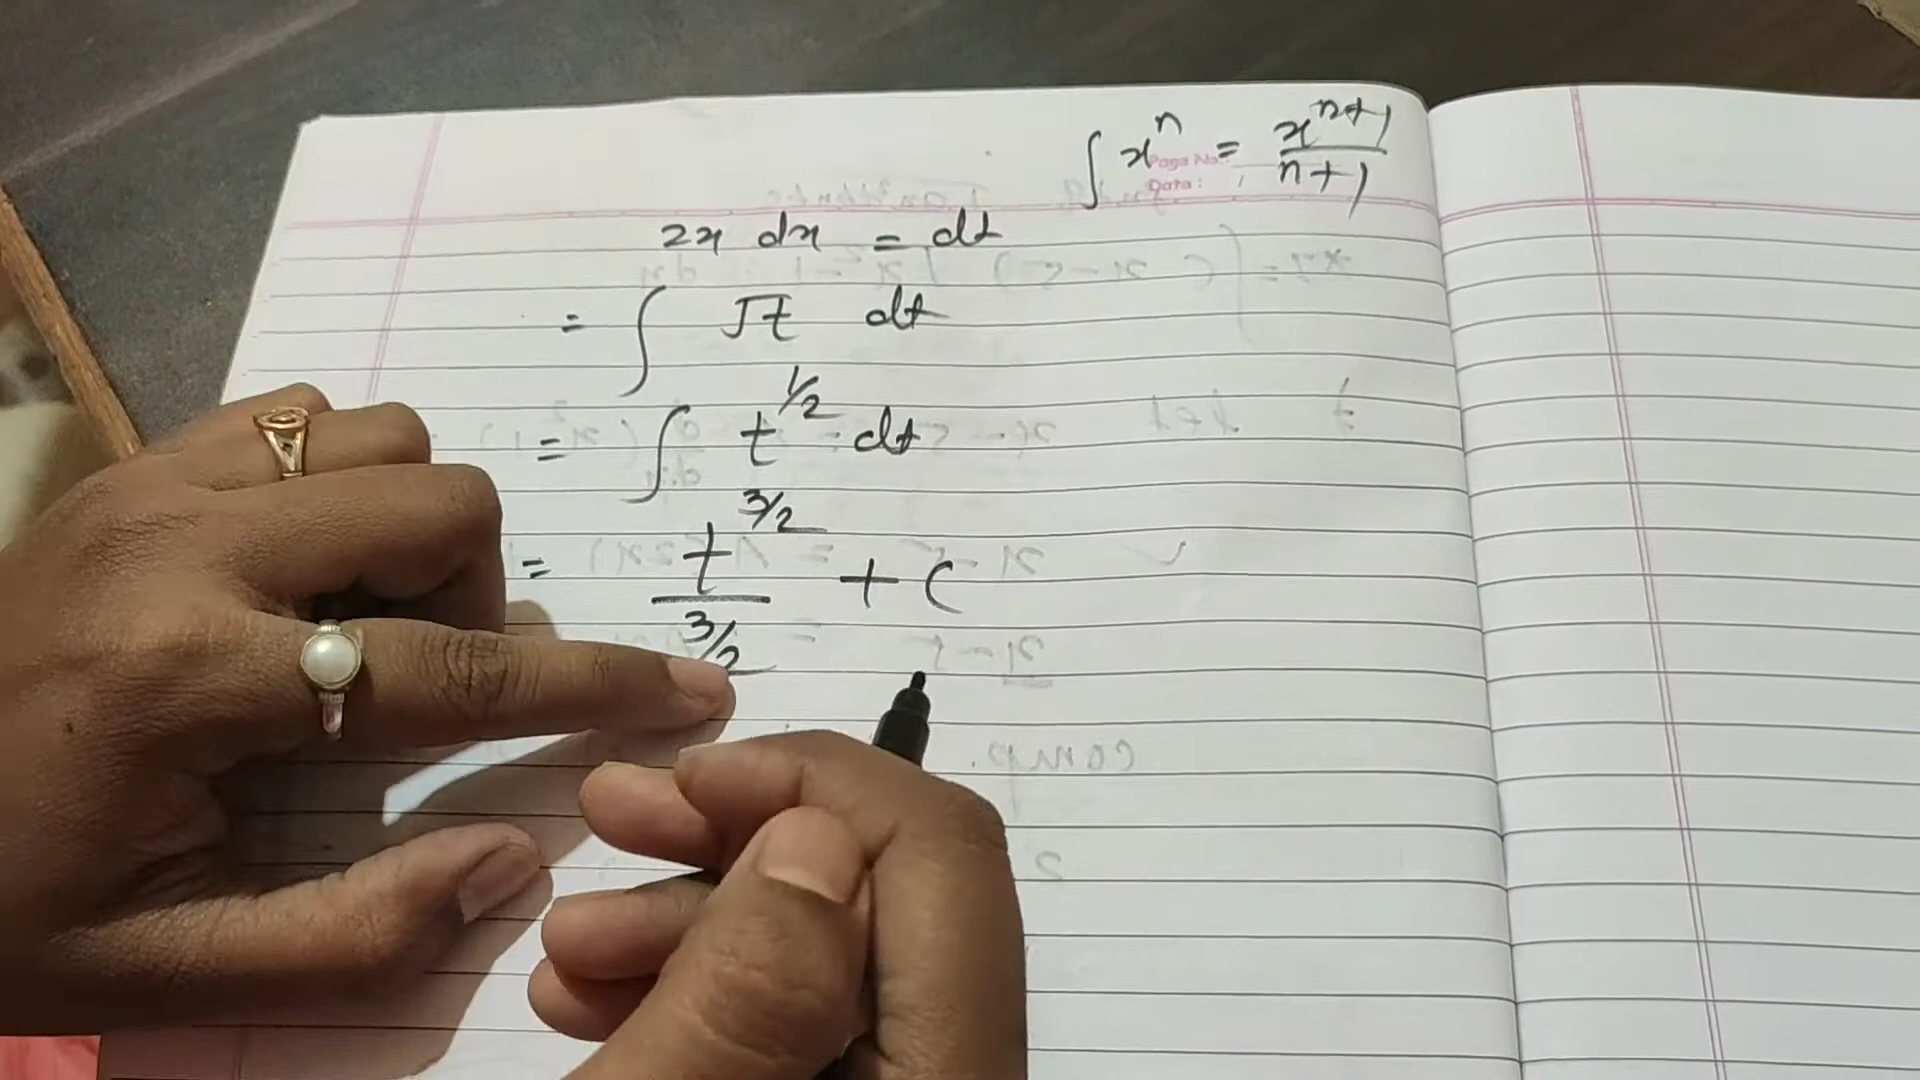 ∫ xⁿ = xⁿ⁺¹ / n+1
Page No.:
Date:
2x dx = dt
= ∫ √t dt
= ∫ t^1/2 dt
= t^3/2 / 3/2 + C